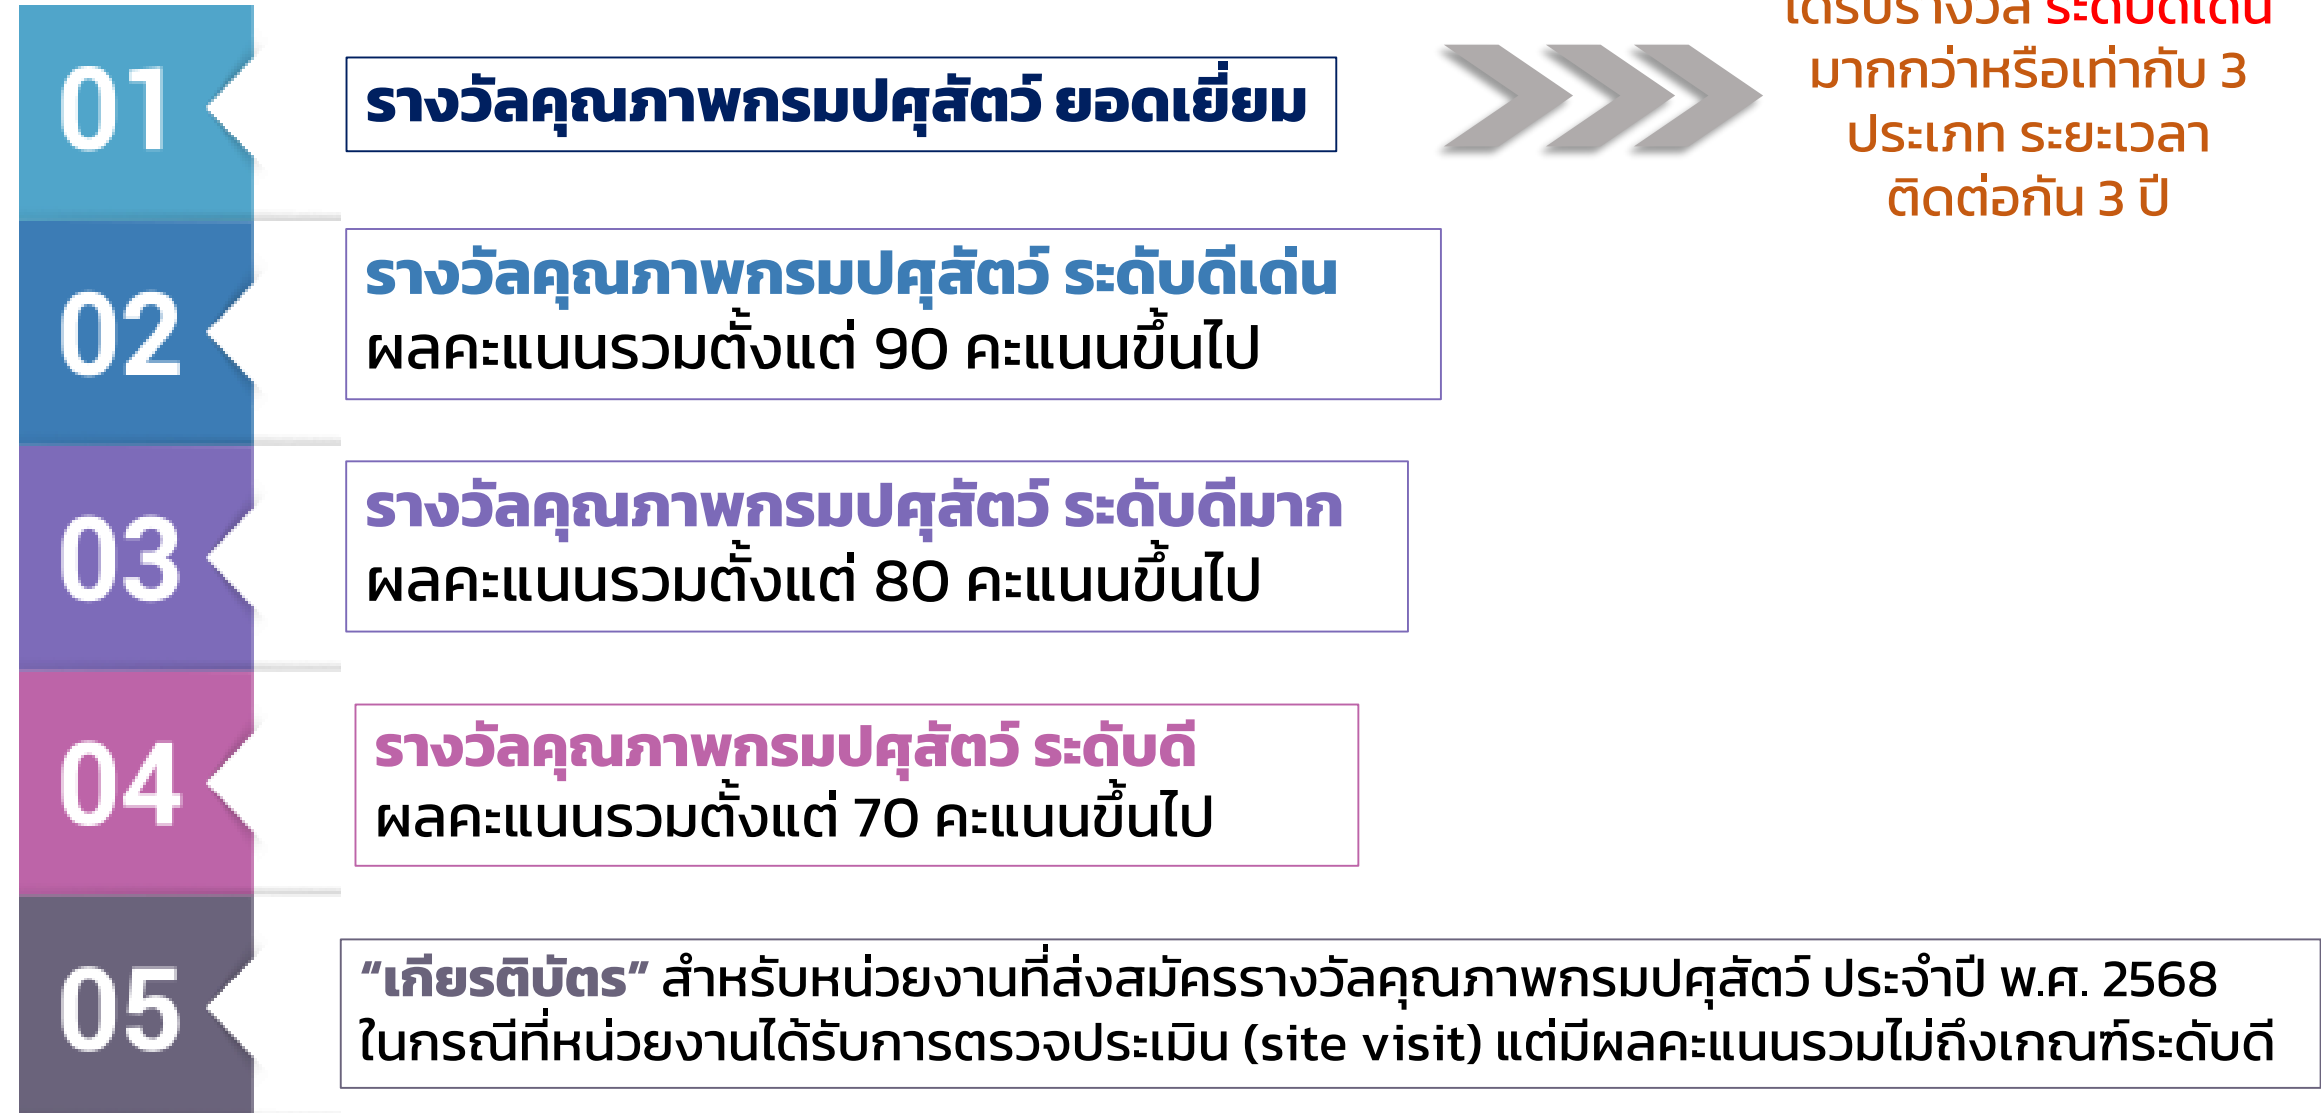 01
รางวัลคุณภาพกรมปศุสัตว์ ยอดเยี่ยม
ได้รับรางวัล ระดับดีเด่น
มากกว่าหรือเท่ากับ 3
ประเภท ระยะเวลา
ติดต่อกัน 3 ปี
02
รางวัลคุณภาพกรมปศุสัตว์ ระดับดีเด่น
ผลคะแนนรวมตั้งแต่ 90 คะแนนขึ้นไป
03
รางวัลคุณภาพกรมปศุสัตว์ ระดับดีมาก
ผลคะแนนรวมตั้งแต่ 80 คะแนนขึ้นไป
04
รางวัลคุณภาพกรมปศุสัตว์ ระดับดี
ผลคะแนนรวมตั้งแต่ 70 คะแนนขึ้นไป
05
“เกียรติบัตร” สำหรับหน่วยงานที่ส่งสมัครรางวัลคุณภาพกรมปศุสัตว์ ประจำปี พ.ศ. 2568
ในกรณีที่หน่วยงานได้รับการตรวจประเมิน (site visit) แต่มีผลคะแนนรวมไม่ถึงเกณฑ์ระดับดี